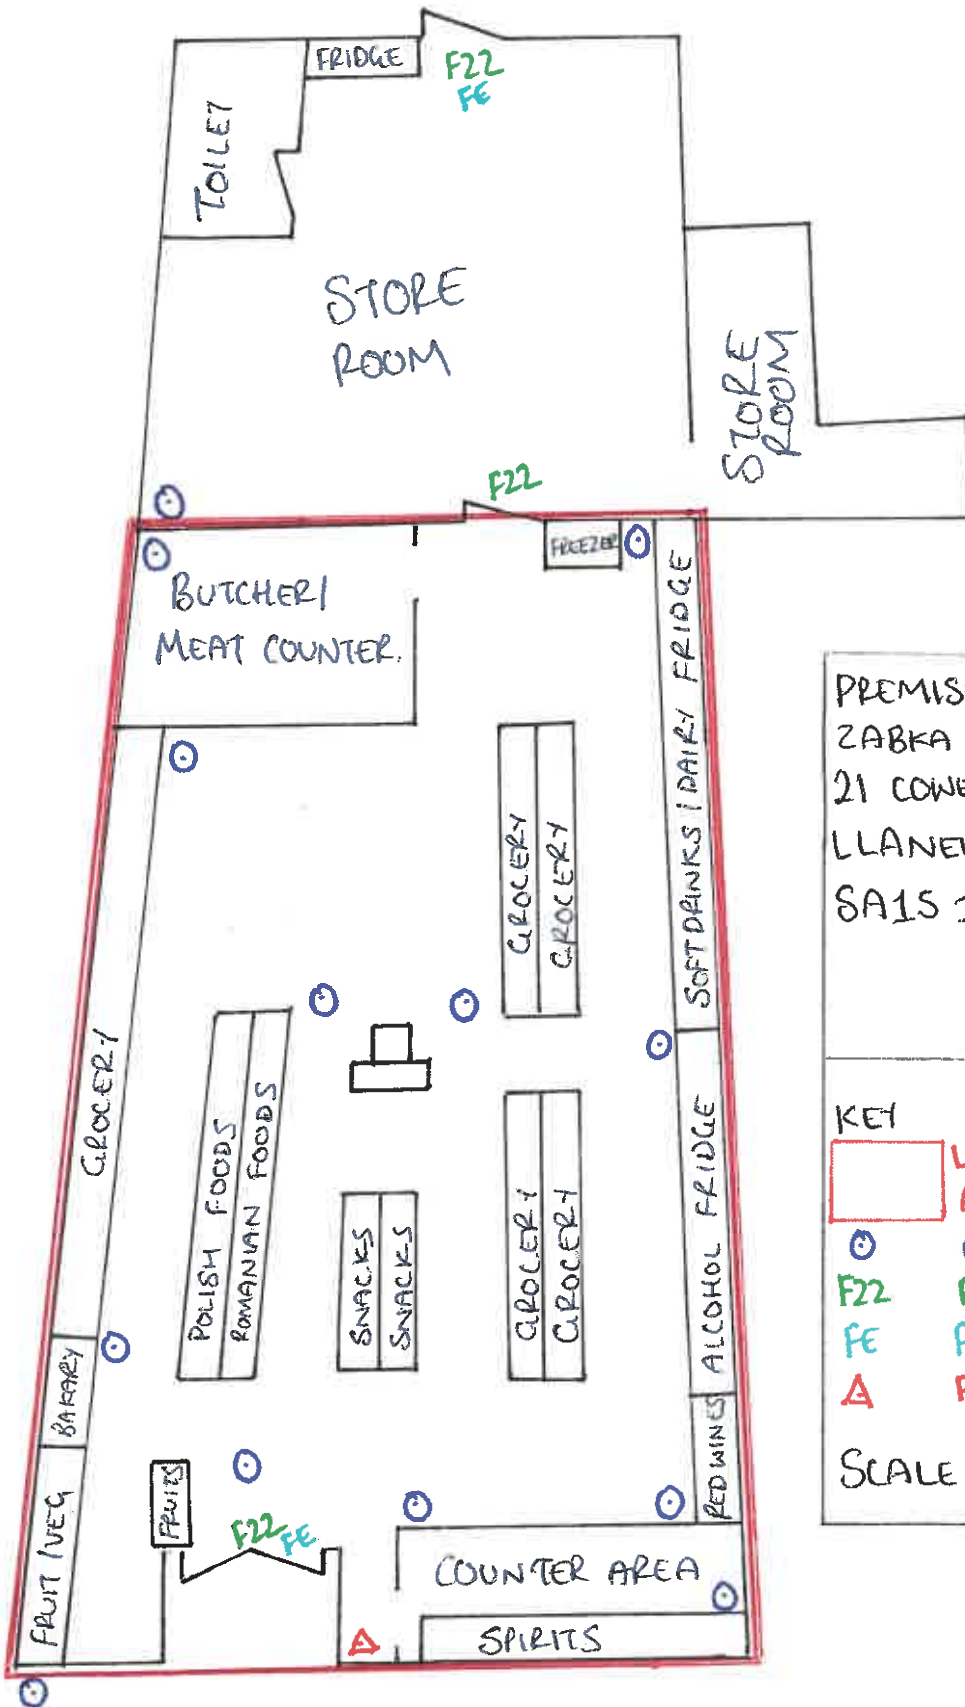 FRIDGE
F22
FE
TOILET
STORE
ROOM
STORE
ROOM
F22
FREEZER
BUTCHER/
MEAT COUNTER.
SOFT DRINKS / DAIRY FRIDGE
GROCERY
GROCERY
GROCERY
POLISH FOODS
ROMANIAN FOODS
SNACKS
SNACKS
GROCERY
GROCERY
ALCOHOL FRIDGE
RED WINES
BAKARY
FRUIT / VEG
FRUITS
F22
FE
COUNTER AREA
SPIRITS
PREMIS
ZABKA
21 COWE
LLANE
SA15
KEY
F22
FE
SCALE